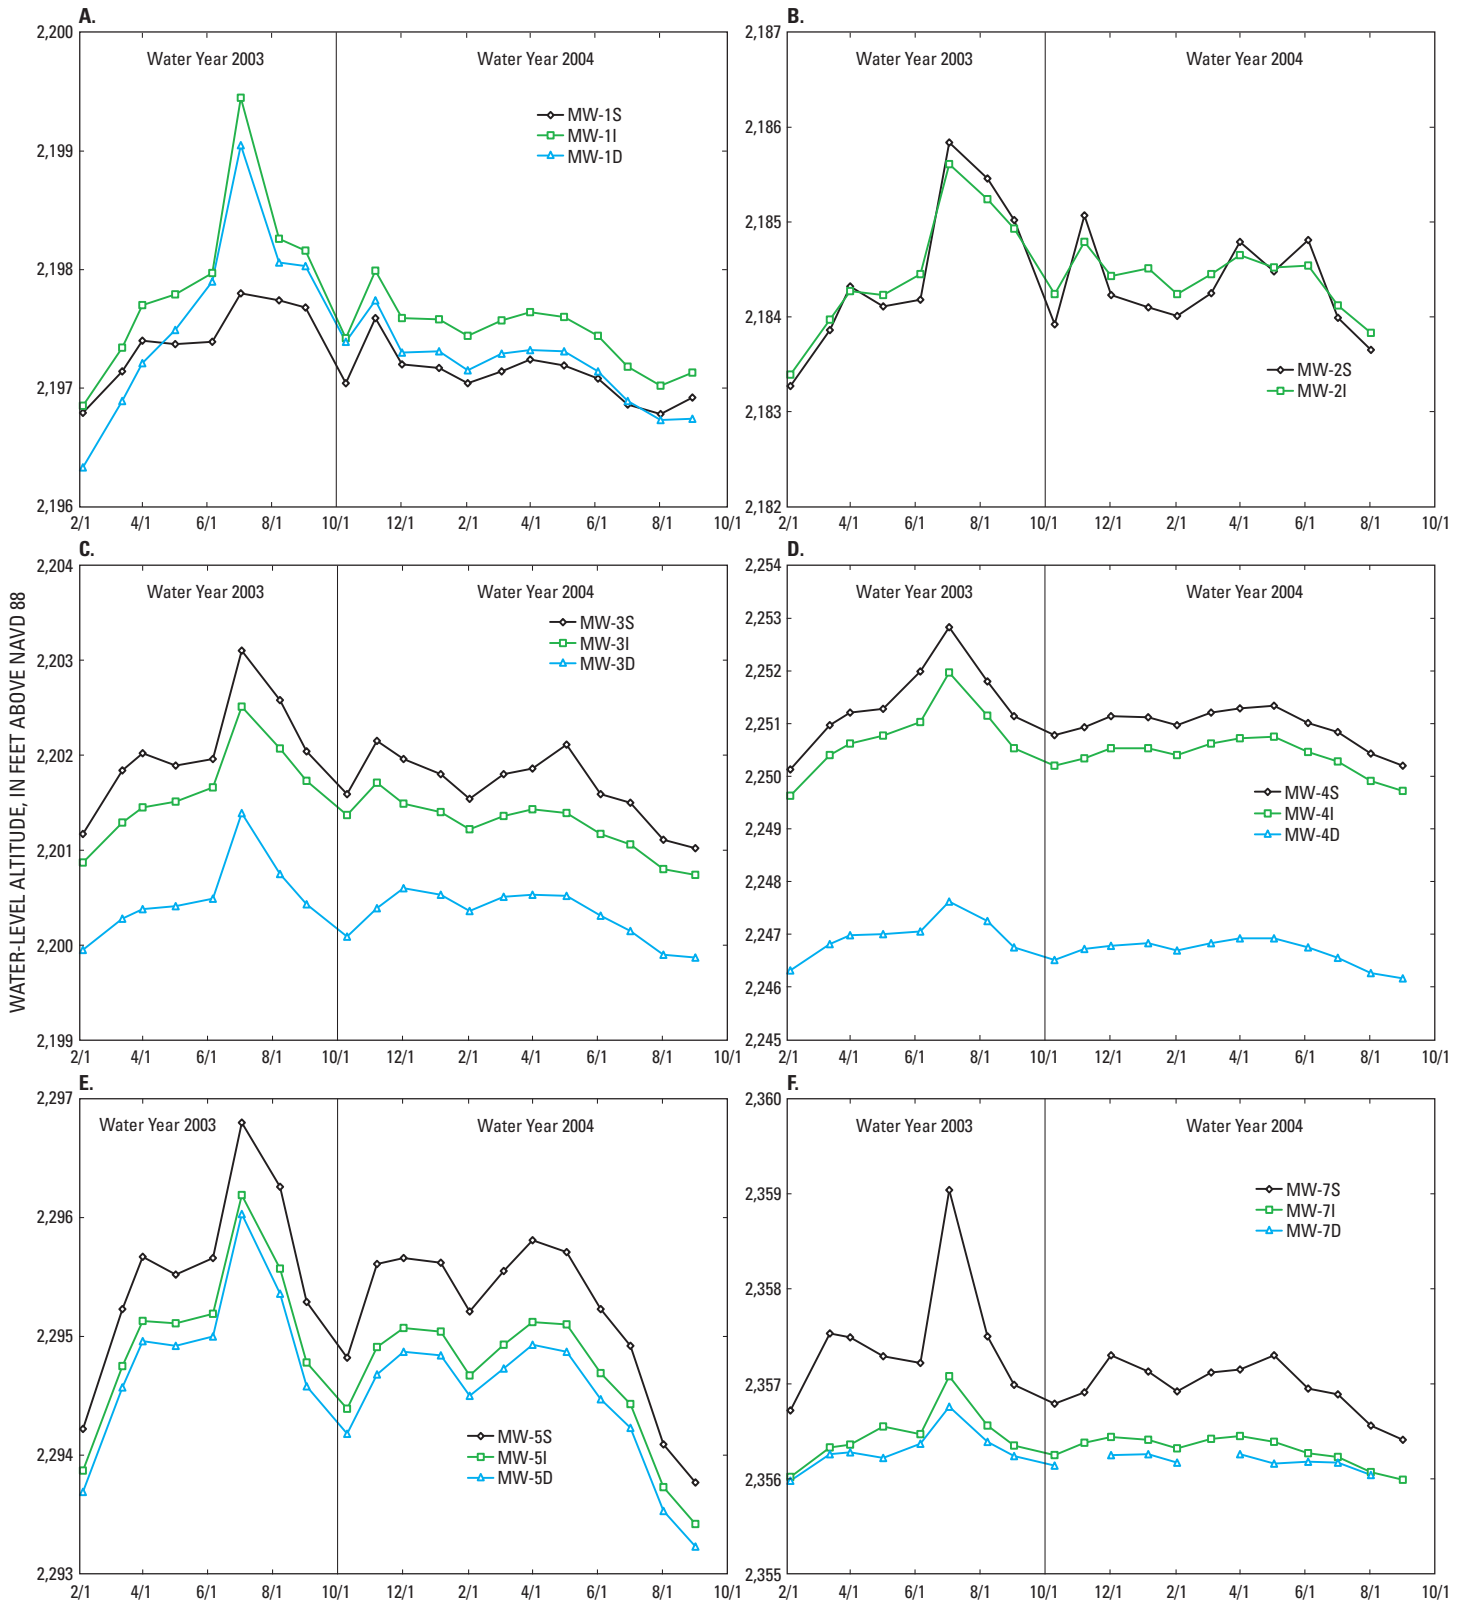 A.
2,200
2,199
2,198
2,197
2,196
Water Year 2003
Water Year 2004
MW-1S
MW-1I
MW-1D
2/1 4/1 6/1 8/1 10/1 12/1 2/1 4/1 6/1 8/1 10/1
B.
2,187
2,186
2,185
2,184
2,183
2,182
Water Year 2003
Water Year 2004
MW-2S
MW-2I
2/1 4/1 6/1 8/1 10/1 12/1 2/1 4/1 6/1 8/1 10/1
WATER-LEVEL ALTITUDE, IN FEET ABOVE NAVD 88
C.
2,204
2,203
2,202
2,201
2,200
2,199
Water Year 2003
Water Year 2004
MW-3S
MW-3I
MW-3D
2/1 4/1 6/1 8/1 10/1 12/1 2/1 4/1 6/1 8/1 10/1
D.
2,254
2,253
2,252
2,251
2,250
2,249
2,248
2,247
2,246
2,245
Water Year 2003
Water Year 2004
MW-4S
MW-4I
MW-4D
2/1 4/1 6/1 8/1 10/1 12/1 2/1 4/1 6/1 8/1 10/1
E.
2,297
2,296
2,295
2,294
2,293
Water Year 2003
Water Year 2004
MW-5S
MW-5I
MW-5D
2/1 4/1 6/1 8/1 10/1 12/1 2/1 4/1 6/1 8/1 10/1
F.
2,360
2,359
2,358
2,357
2,356
2,355
Water Year 2003
Water Year 2004
MW-7S
MW-7I
MW-7D
2/1 4/1 6/1 8/1 10/1 12/1 2/1 4/1 6/1 8/1 10/1